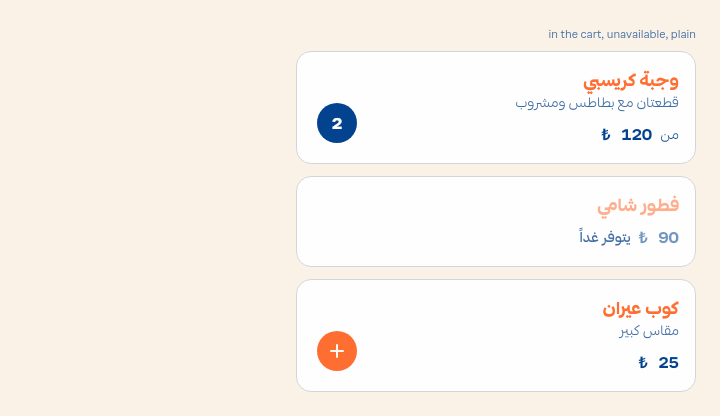 in the cart, unavailable, plain
وجبة كريسبي
قطعتان مع بطاطس ومشروب
من 120 ₺
2
فطور شامي
90 ₺ يتوفر غداً
كوب عيران
مقاس كبير
25 ₺
+